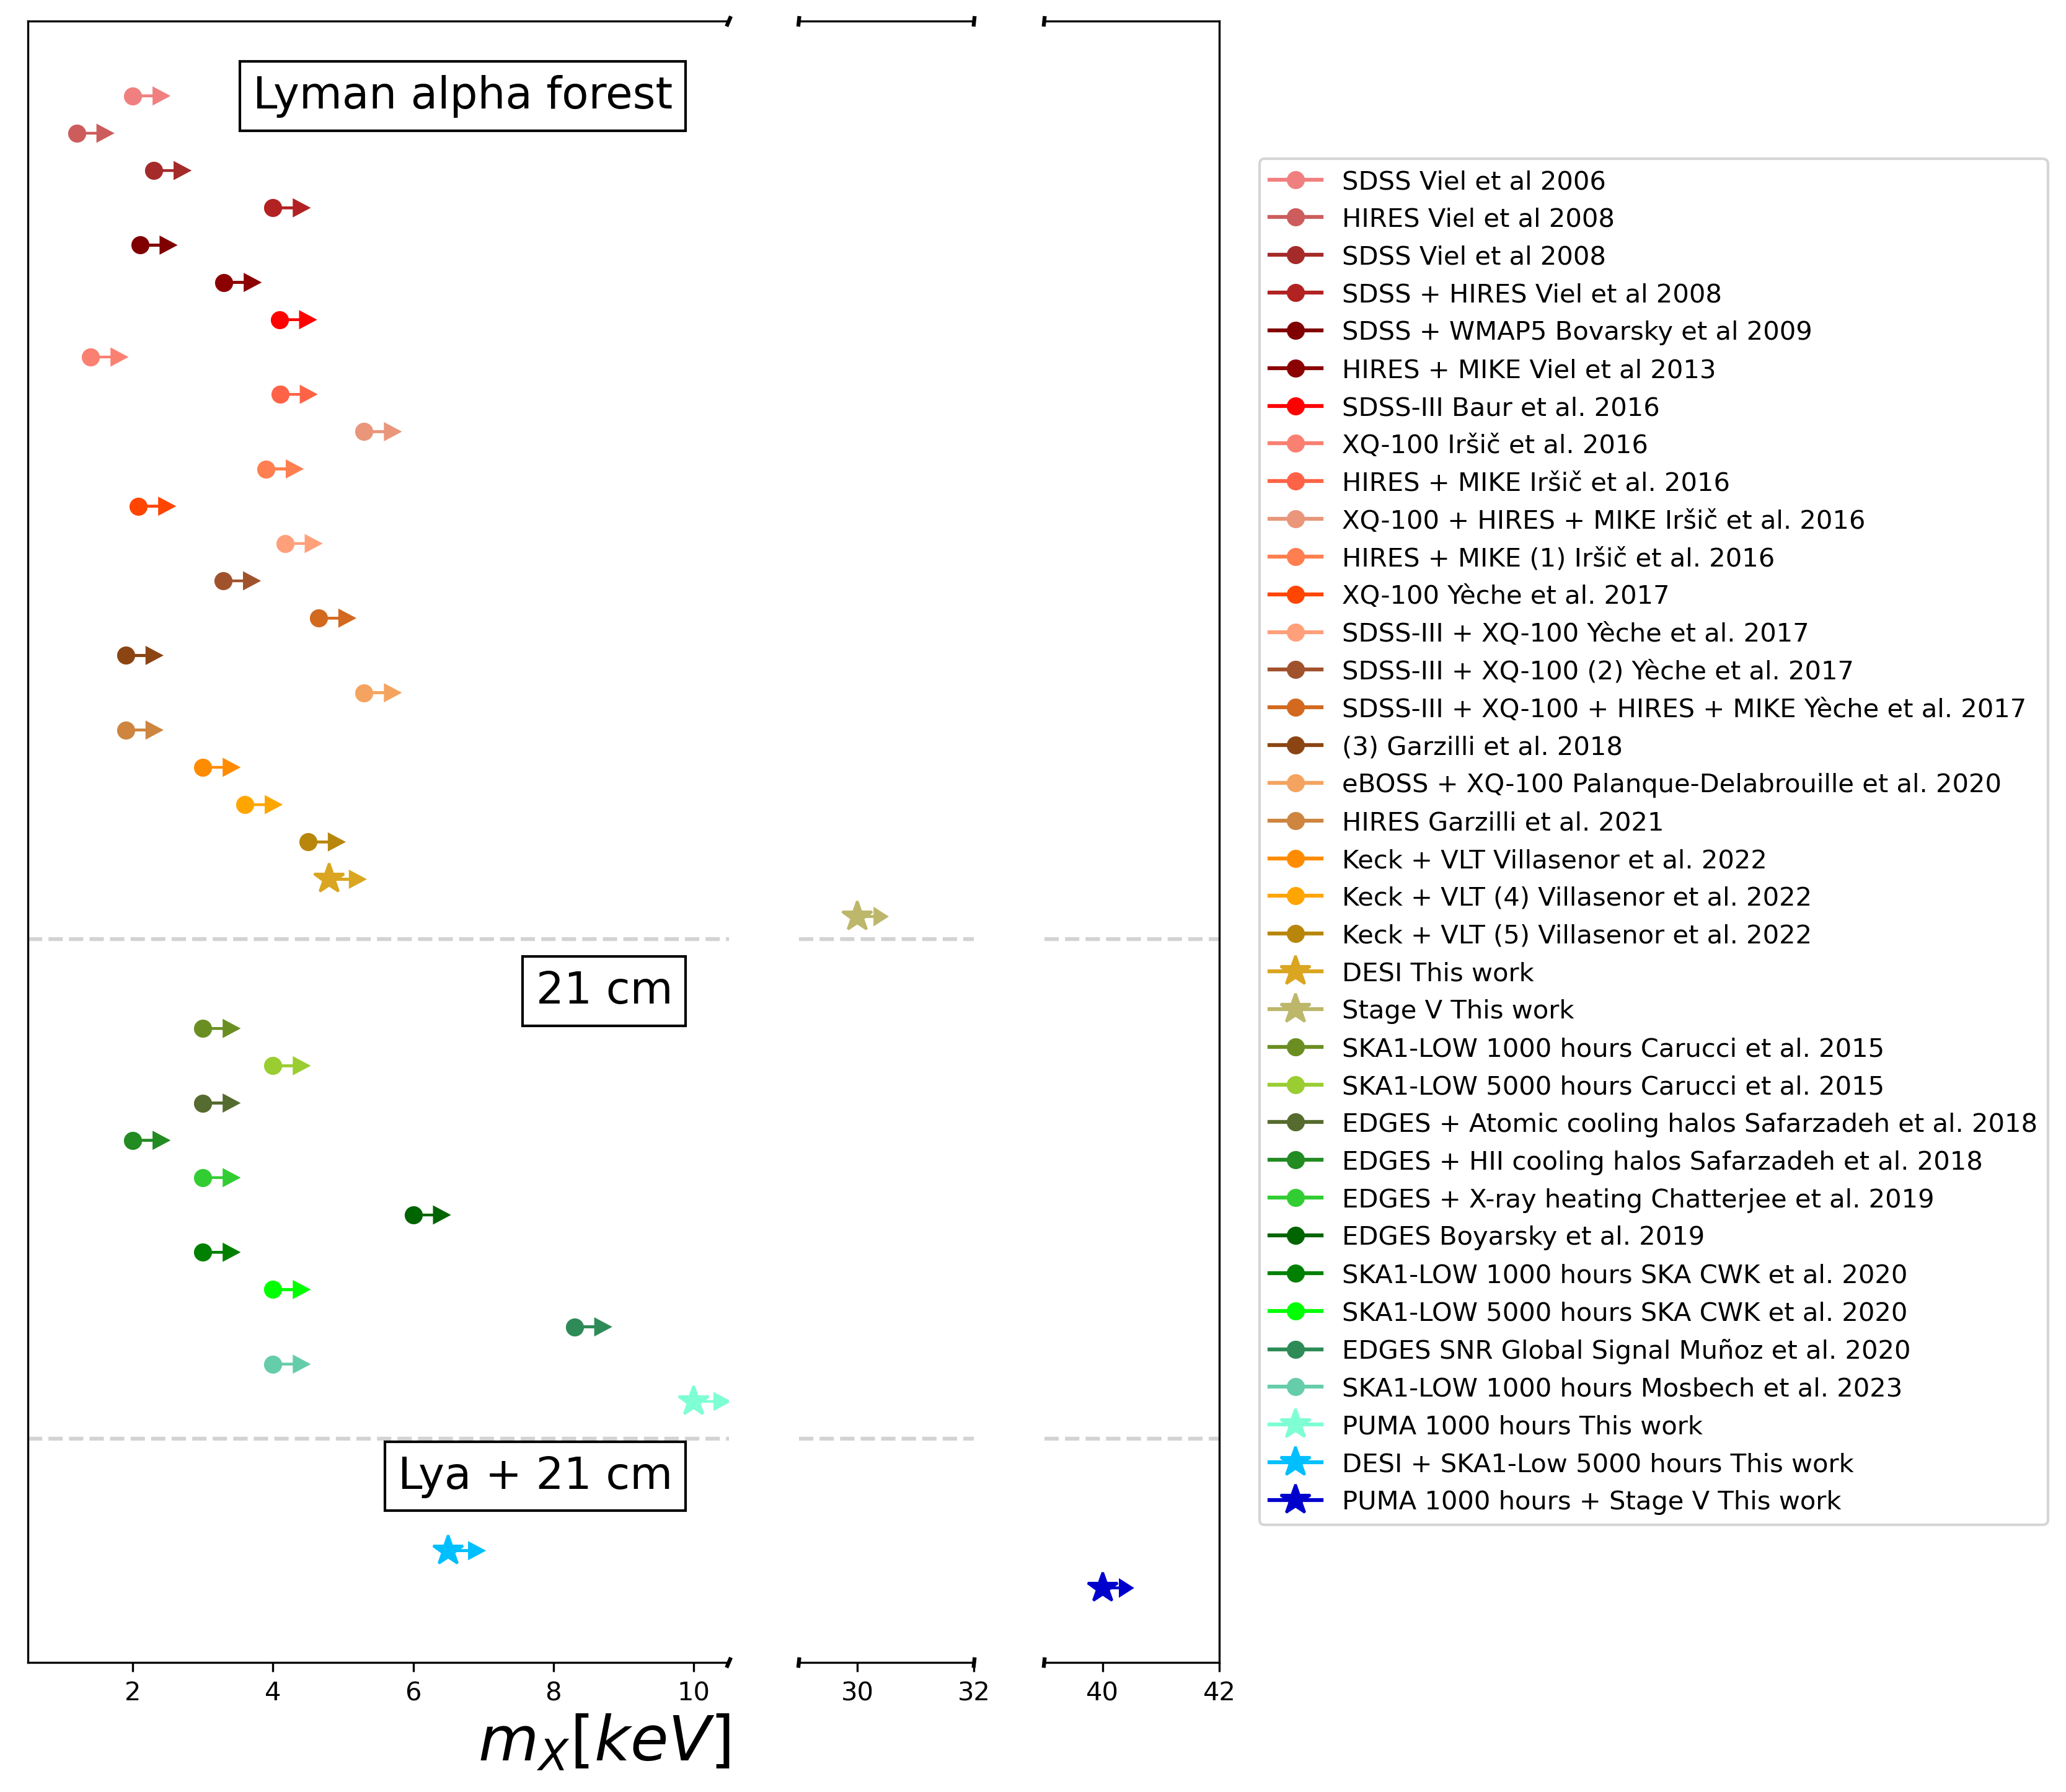 Lyman alpha forest
21 cm
Lya + 21 cm
2 4 6 8 10 30 32 40 42
m_X[keV]
SDSS Viel et al 2006
HIRES Viel et al 2008
SDSS Viel et al 2008
SDSS + HIRES Viel et al 2008
SDSS + WMAP5 Bovarsky et al 2009
HIRES + MIKE Viel et al 2013
SDSS-III Baur et al. 2016
XQ-100 Iršič et al. 2016
HIRES + MIKE Iršič et al. 2016
XQ-100 + HIRES + MIKE Iršič et al. 2016
HIRES + MIKE (1) Iršič et al. 2016
XQ-100 Yèche et al. 2017
SDSS-III + XQ-100 Yèche et al. 2017
SDSS-III + XQ-100 (2) Yèche et al. 2017
SDSS-III + XQ-100 + HIRES + MIKE Yèche et al. 2017
(3) Garzilli et al. 2018
eBOSS + XQ-100 Palanque-Delabrouille et al. 2020
HIRES Garzilli et al. 2021
Keck + VLT Villasenor et al. 2022
Keck + VLT (4) Villasenor et al. 2022
Keck + VLT (5) Villasenor et al. 2022
DESI This work
Stage V This work
SKA1-LOW 1000 hours Carucci et al. 2015
SKA1-LOW 5000 hours Carucci et al. 2015
EDGES + Atomic cooling halos Safarzadeh et al. 2018
EDGES + HII cooling halos Safarzadeh et al. 2018
EDGES + X-ray heating Chatterjee et al. 2019
EDGES Boyarsky et al. 2019
SKA1-LOW 1000 hours SKA CWK et al. 2020
SKA1-LOW 5000 hours SKA CWK et al. 2020
EDGES SNR Global Signal Muñoz et al. 2020
SKA1-LOW 1000 hours Mosbech et al. 2023
PUMA 1000 hours This work
DESI + SKA1-Low 5000 hours This work
PUMA 1000 hours + Stage V This work